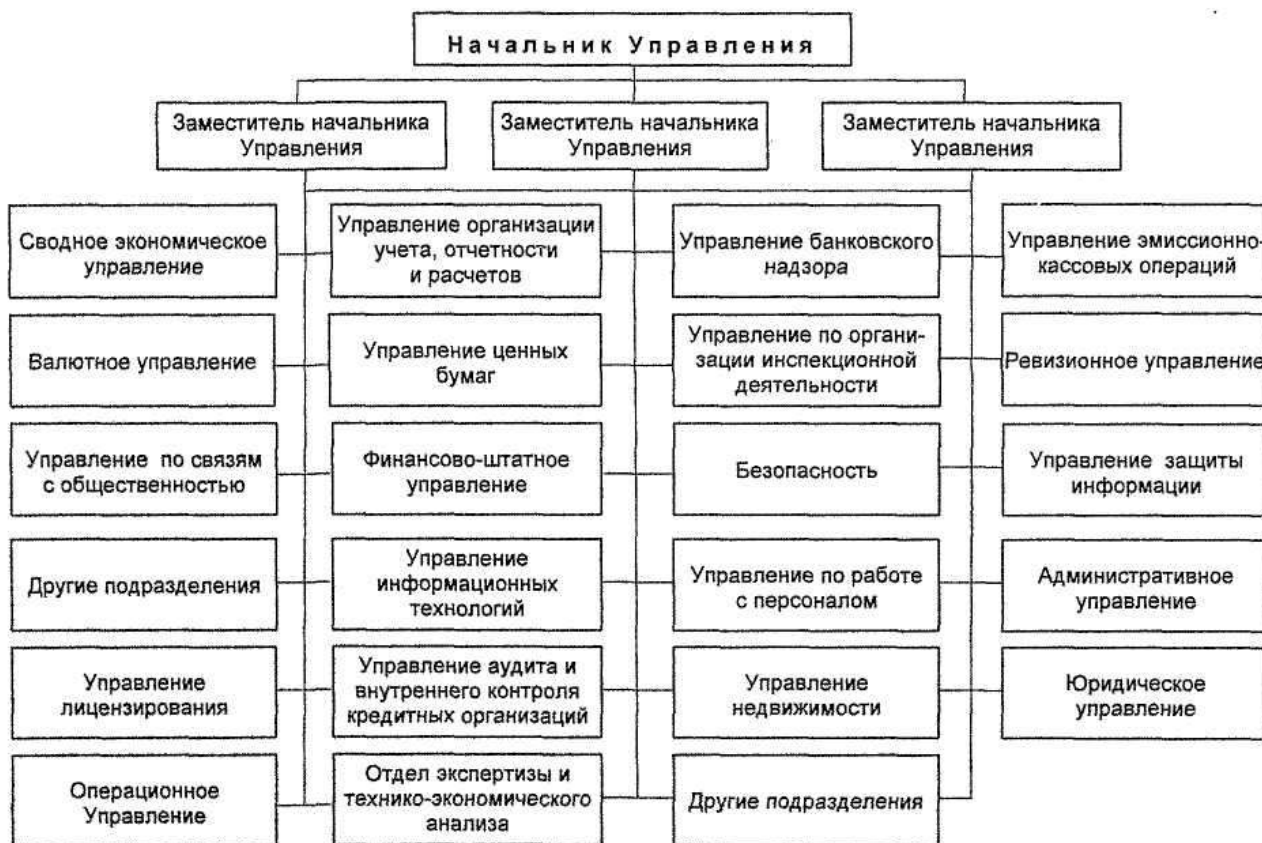 Начальник Управления
Заместитель начальника
Управления
Заместитель начальника
Управления
Заместитель начальника
Управления
Сводное экономическое
управление
Управление организации
учета, отчетности
и расчетов
Управление банковского
надзора
Управление эмиссионно-
кассовых операций
Валютное управление
Управление ценных
бумаг
Управление по органи-
зации инспекционной
деятельности
Ревизионное управление
Управление по связям
с общественностью
Финансово-штатное
управление
Безопасность
Управление защиты
информации
Другие подразделения
Управление
информационных
технологий
Управление по работе
с персоналом
Административное
управление
Управление
лицензирования
Управление аудита и
внутреннего контроля
кредитных организаций
Управление
недвижимости
Юридическое
управление
Операционное
Управление
Отдел экспертизы и
технико-экономического
анализа
Другие подразделения